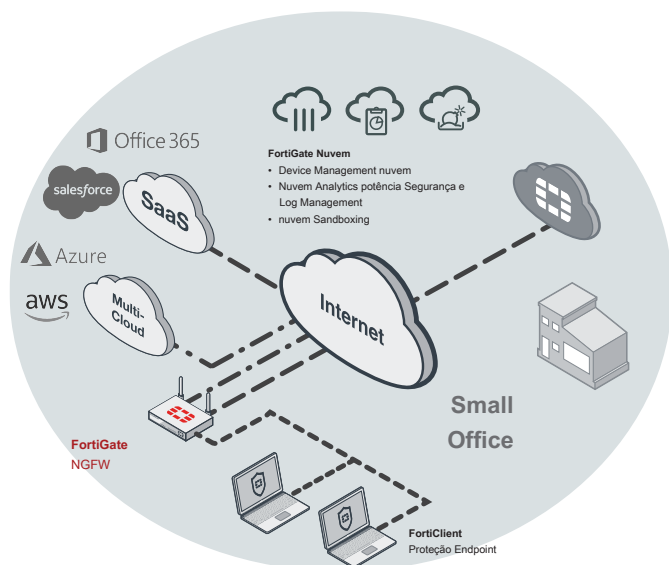 FortiGate Nuvem
• Device Management nuvem
• Nuvem Analytics potência Segurança e
Log Management
• nuvem Sandboxing
Office 365
salesforce
SaaS
Azure
aws
Multi-
Cloud
Internet
Small
Office
FortiGate
NGFW
FortiClient
Proteção Endpoint